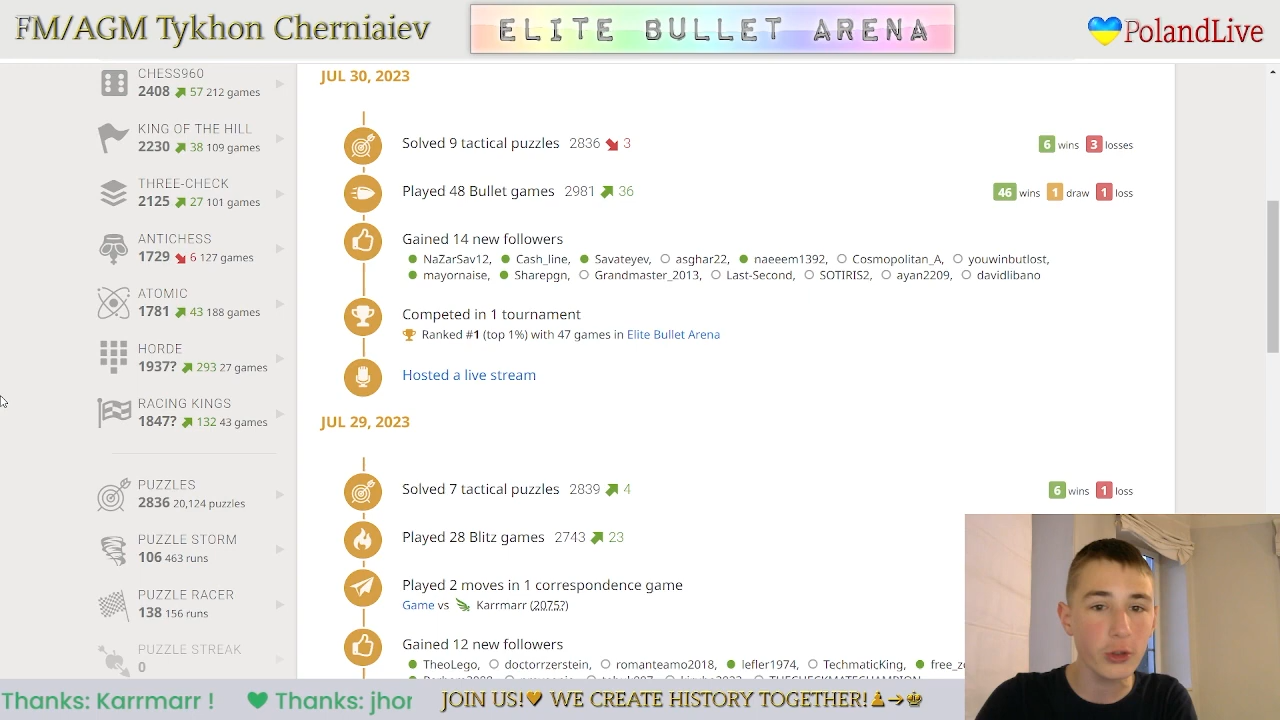 FM/AGM Tykhon Cherniaiev
ELITE BULLET ARENA
PolandLive
CHESS960
2408 57 212 games
KING OF THE HILL
2230 38 109 games
THREE-CHECK
2125 27 101 games
ANTICHESS
1729 6 127 games
ATOMIC
1781 43 188 games
HORDE
1937? 293 27 games
RACING KINGS
1847? 132 43 games
PUZZLES
2836 20,124 puzzles
PUZZLE STORM
106 463 runs
PUZZLE RACER
138 156 runs
PUZZLE STREAK
0
JUL 30, 2023
Solved 9 tactical puzzles 2836 3 6 wins 3 losses
Played 48 Bullet games 2981 36 46 wins 1 draw 1 loss
Gained 14 new followers
NaZarSav12, Cash_line, Savateyev, asghar22, naeeem1392, Cosmopolitan_A, youwinbutlost,
mayornaise, Sharepgn, Grandmaster_2013, Last-Second, SOTIRIS2, ayan2209, davidlibano
Competed in 1 tournament
Ranked #1 (top 1%) with 47 games in Elite Bullet Arena
Hosted a live stream
JUL 29, 2023
Solved 7 tactical puzzles 2839 4 6 wins 1 loss
Played 28 Blitz games 2743 23
Played 2 moves in 1 correspondence game
Game vs Karrmarr (2075?)
Gained 12 new followers
TheoLego, doctorrzerstein, romanteamo2018, lefler1974, TechmaticKing,
Thanks: Karrmarr ! Thanks: jhor
JOIN US! WE CREATE HISTORY TOGETHER!